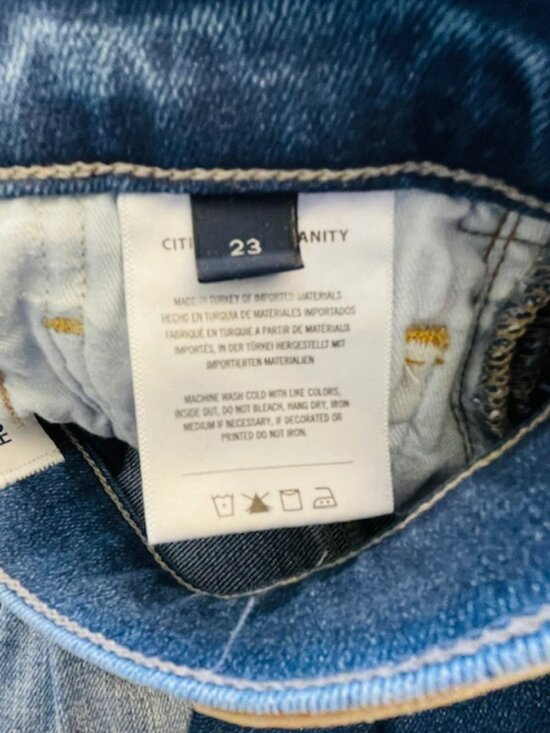 CITI ANITY
23
MADE IN TURKEY OF IMPORTED MATERIALS
HECHO EN TURQUIA DE MATERIALES IMPORTADOS
FABRIQUÉ EN TURQUIE A PARTIR DE MATÉRIAUX
IMPORTÉS, IN DER TÜRKEI HERGESTELLT MIT
IMPORTIERTEN MATERIALIEN
MACHINE WASH COLD WITH LIKE COLORS,
INSIDE OUT, DO NOT BLEACH, HANG DRY, IRON
MEDIUM IF NECESSARY, IF DECORATED OR
PRINTED DO NOT IRON.